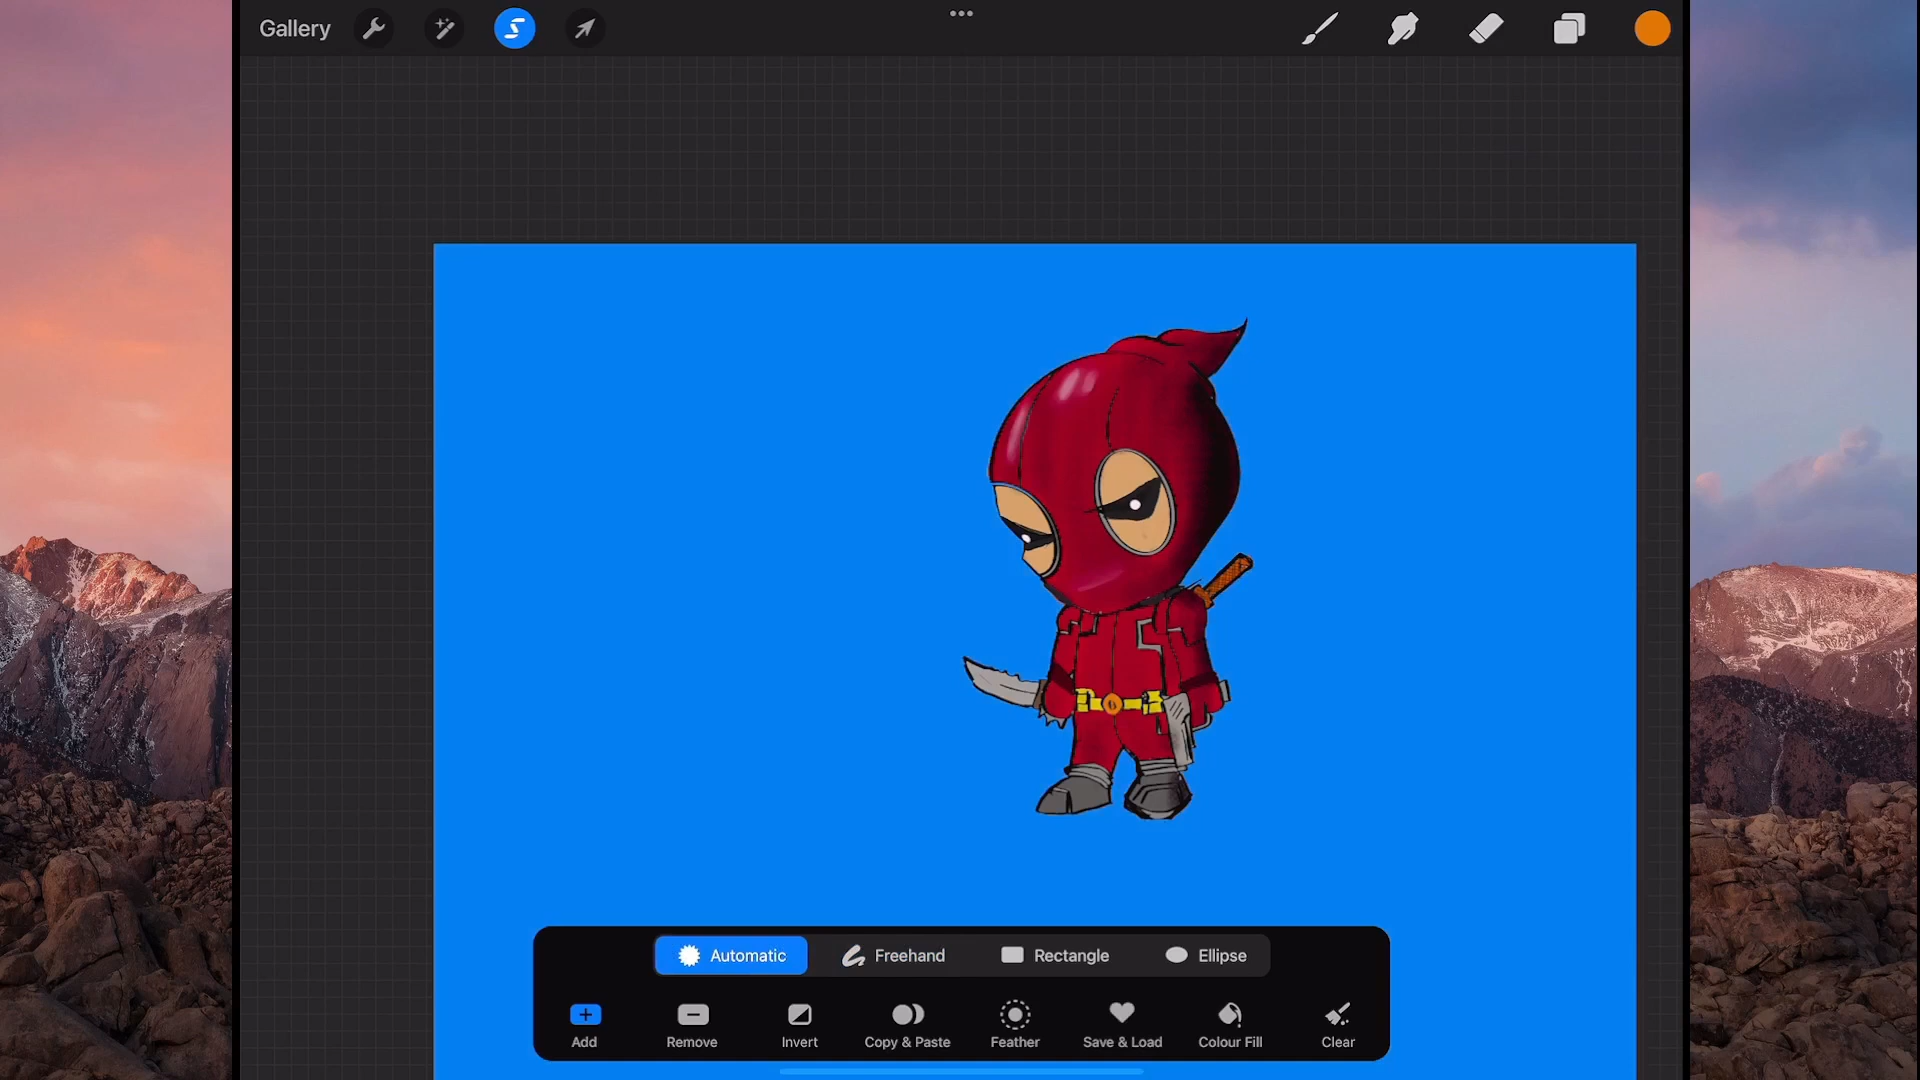 Gallery
Automatic Freehand Rectangle Ellipse
Add Remove Invert Copy & Paste Feather Save & Load Colour Fill Clear